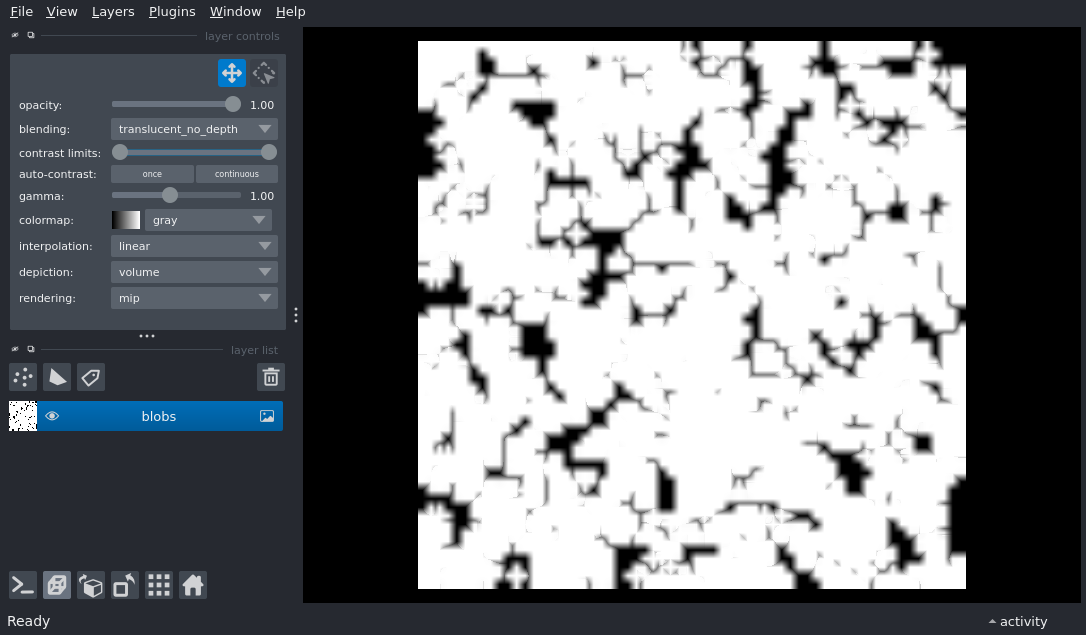 File View Layers Plugins Window Help
layer controls
opacity: 1.00
blending: translucent_no_depth
contrast limits:
auto-contrast: once continuous
gamma: 1.00
colormap: gray
interpolation: linear
depiction: volume
rendering: mip
layer list
blobs
Ready
activity